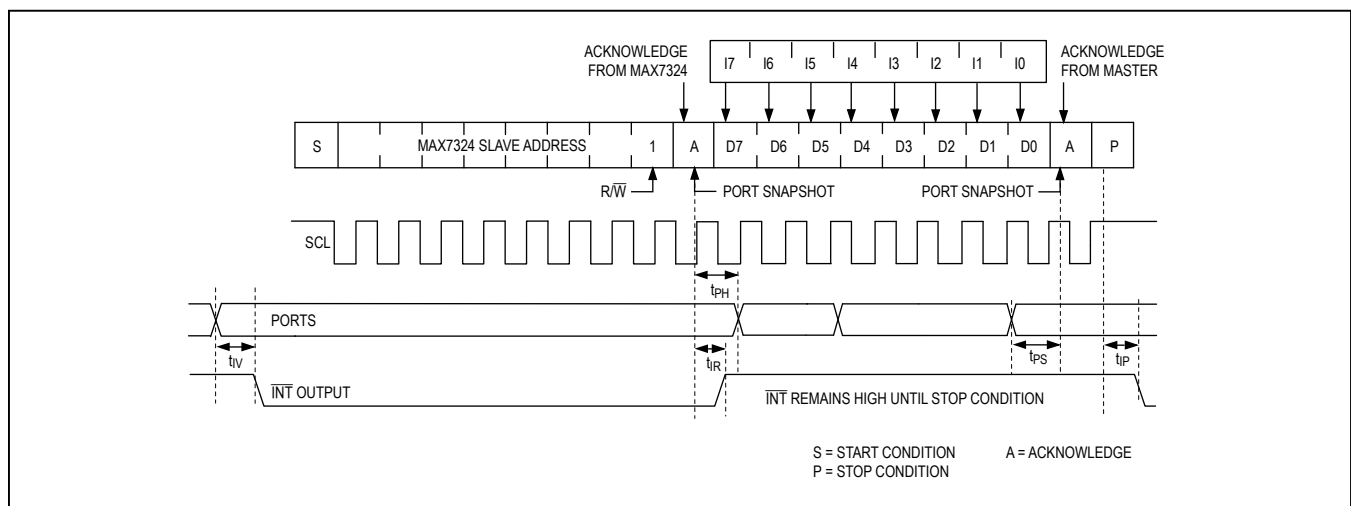 ACKNOWLEDGE
FROM MAX7324
I7 I6 I5 I4 I3 I2 I1 I0
ACKNOWLEDGE
FROM MASTER
S MAX7324 SLAVE ADDRESS 1 A D7 D6 D5 D4 D3 D2 D1 D0 A P
R/W̅ PORT SNAPSHOT PORT SNAPSHOT
SCL
tPH
PORTS
tIV tIR tPS tIP
I̅N̅T̅ OUTPUT I̅N̅T̅ REMAINS HIGH UNTIL STOP CONDITION
S = START CONDITION A = ACKNOWLEDGE
P = STOP CONDITION